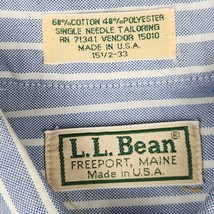 60% COTTON 40% POLYESTER
SINGLE NEEDLE TAILORING
RN 71341 VENDOR 15010
MADE IN U.S.A.
15 1/2-33
L.L.Bean®
FREEPORT, MAINE
Made in U.S.A.